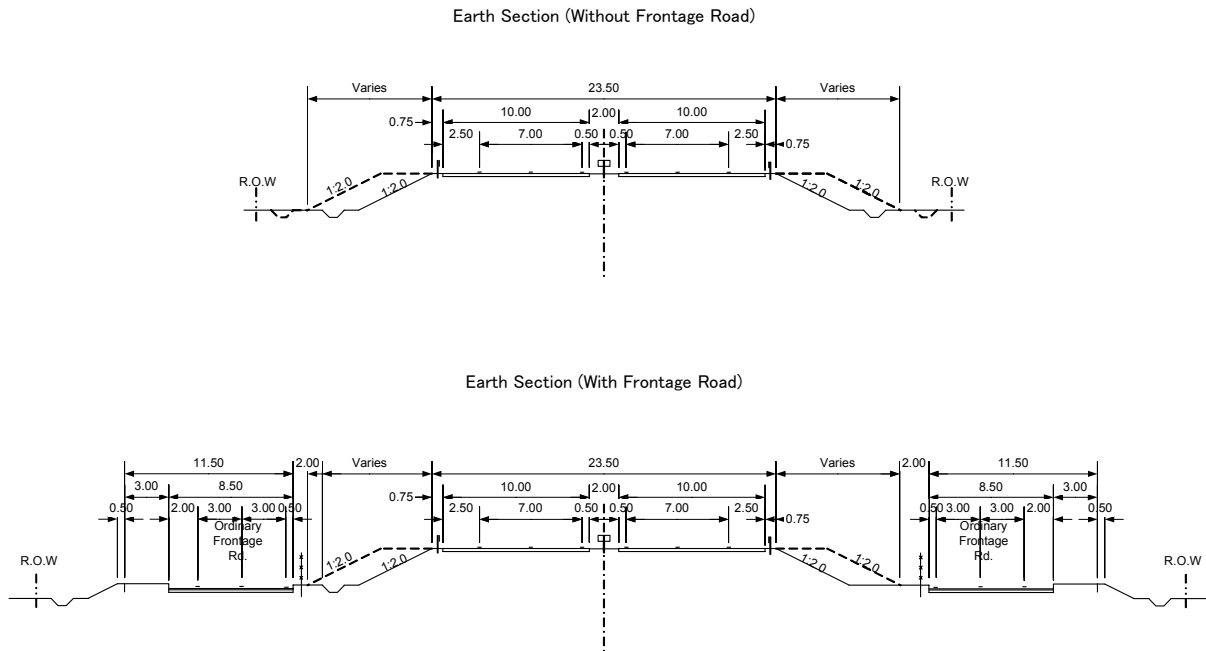 Earth Section (Without Frontage Road)
Varies 23.50 Varies
10.00 2.00 10.00
0.75
2.50 7.00 0.50 0.50 7.00 2.50
0.75
R.O.W 1:2.0 1:2.0 1:2.0 1:2.0 R.O.W
Earth Section (With Frontage Road)
11.50 2.00 Varies 23.50 Varies 2.00 11.50
3.00 8.50 0.75 10.00 2.00 10.00 8.50 3.00
0.50 2.00 3.00 3.00 0.50 2.50 7.00 0.50 0.50 7.00 2.50 0.50 3.00 3.00 2.00 0.50
0.75
Ordinary Ordinary
Frontage Frontage
Rd. Rd.
R.O.W 1:2.0 1:2.0 1:2.0 1:2.0 R.O.W